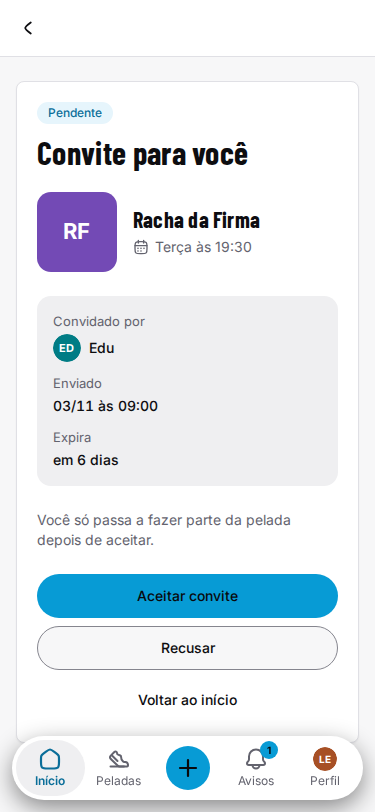 Pendente
Convite para você
RF
Racha da Firma
Terça às 19:30
Convidado por
ED
Edu
Enviado
03/11 às 09:00
Expira
em 6 dias
Você só passa a fazer parte da pelada
depois de aceitar.
Aceitar convite
Recusar
Voltar ao início
Início
Peladas
1
Avisos
LE
Perfil